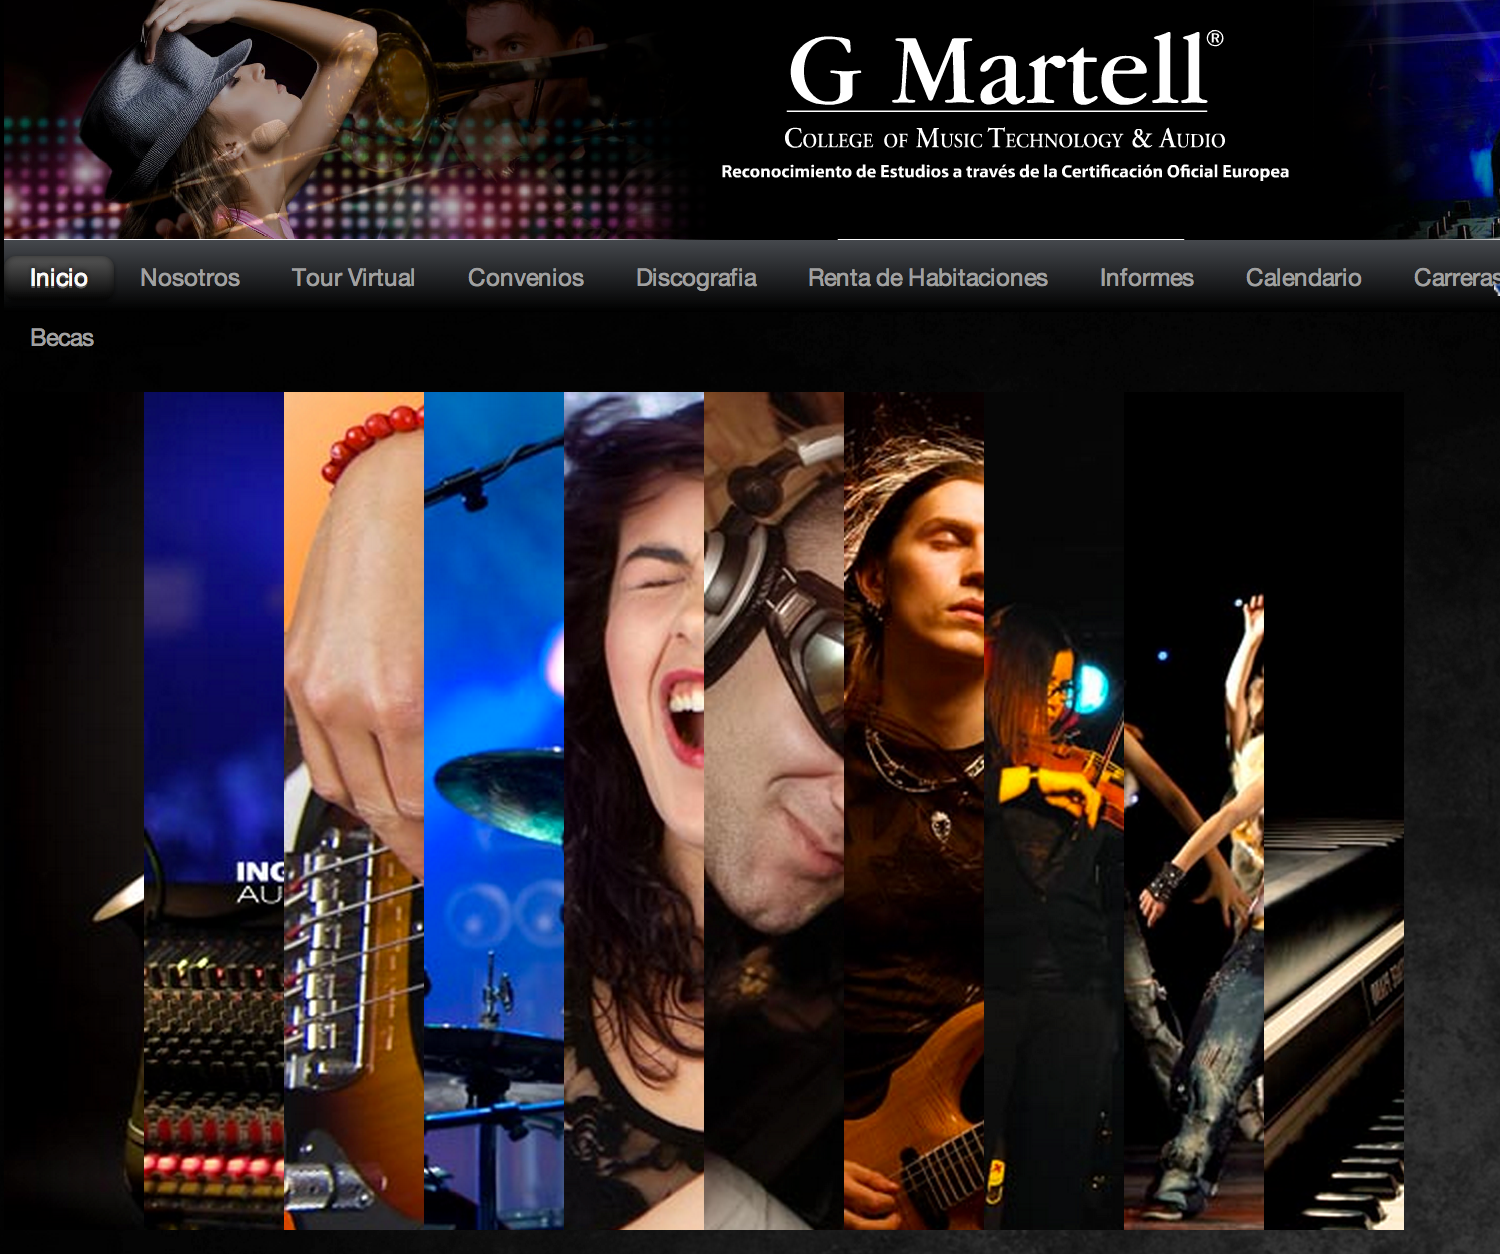 G Martell®
College of Music Technology & Audio
Reconocimiento de Estudios a través de la Certificación Oficial Europea
Inicio Nosotros Tour Virtual Convenios Discografia Renta de Habitaciones Informes Calendario Carreras
Becas
ING
AU